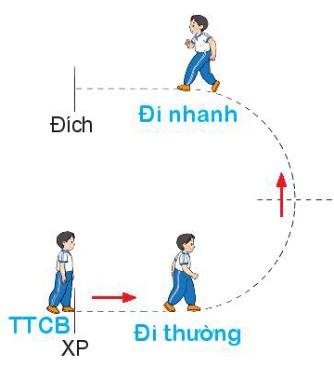 Đi nhanh
Đích
TTCB
Đi thường
XP